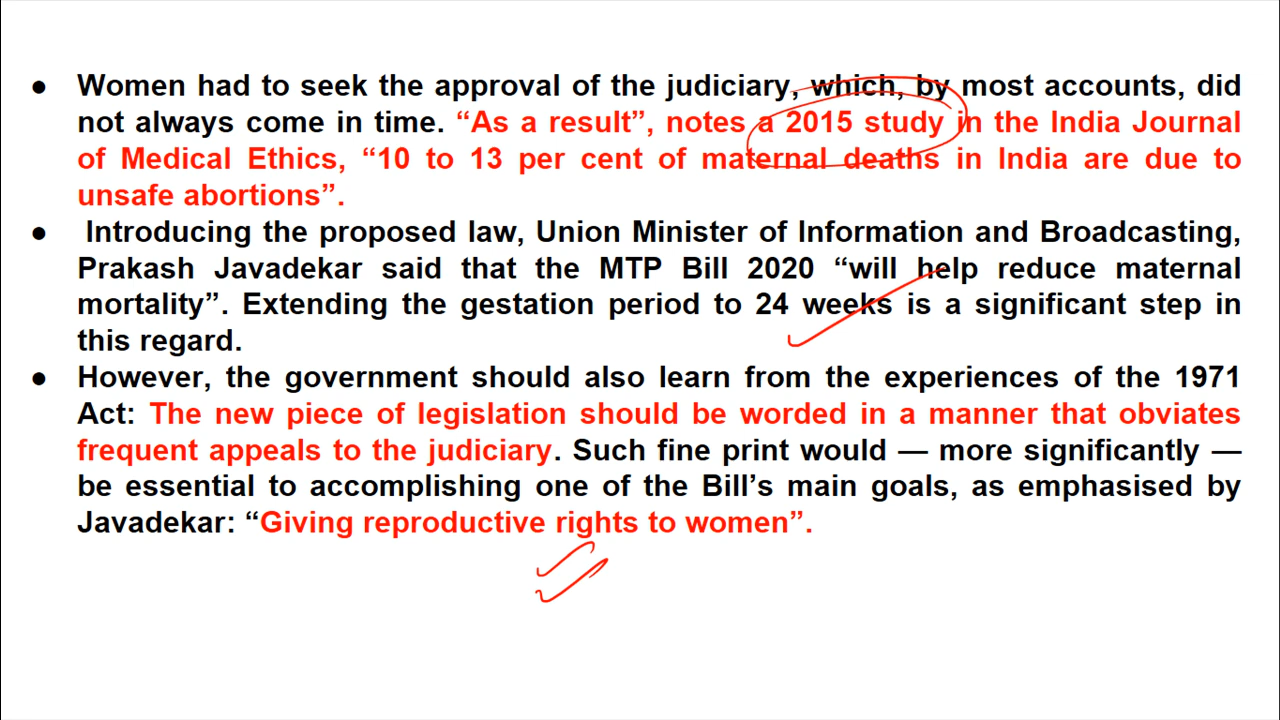 ● Women had to seek the approval of the judiciary, which, by most accounts, did
not always come in time. “As a result”, notes a 2015 study in the India Journal
of Medical Ethics, “10 to 13 per cent of maternal deaths in India are due to
unsafe abortions”.
● Introducing the proposed law, Union Minister of Information and Broadcasting,
Prakash Javadekar said that the MTP Bill 2020 “will help reduce maternal
mortality”. Extending the gestation period to 24 weeks is a significant step in
this regard.
● However, the government should also learn from the experiences of the 1971
Act: The new piece of legislation should be worded in a manner that obviates
frequent appeals to the judiciary. Such fine print would — more significantly —
be essential to accomplishing one of the Bill’s main goals, as emphasised by
Javadekar: “Giving reproductive rights to women”.